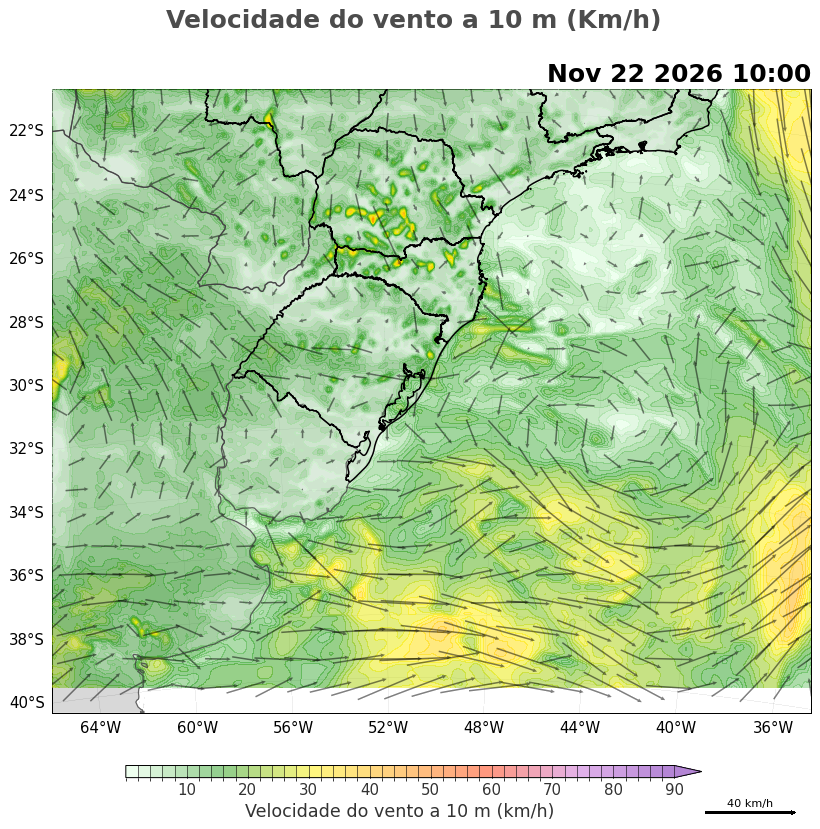 Velocidade do vento a 10 m (Km/h)
Nov 22 2026 10:00
22°S
24°S
26°S
28°S
30°S
32°S
34°S
36°S
38°S
40°S
64°W 60°W 56°W 52°W 48°W 44°W 40°W 36°W
10 20 30 40 50 60 70 80 90
Velocidade do vento a 10 m (km/h)
40 km/h